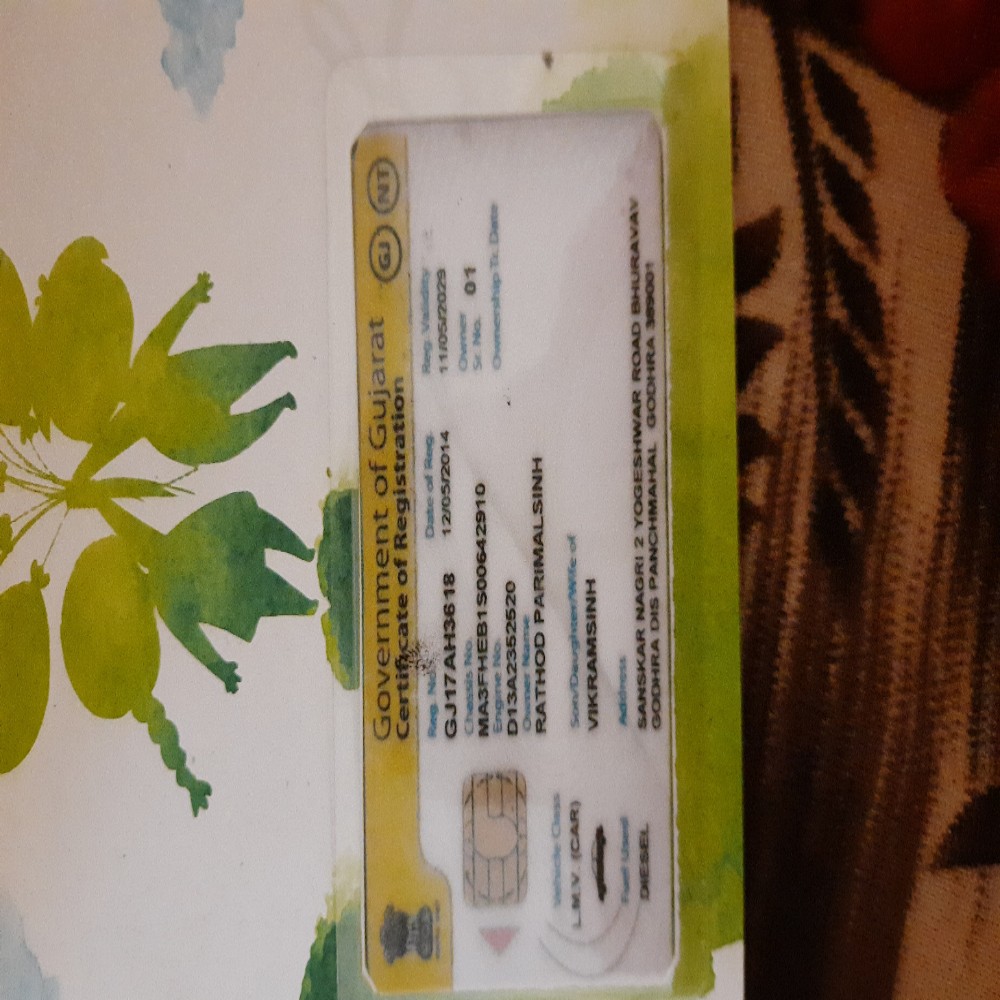 Government of Gujarat GJ NT
Certificate of Registration
Reg. No. Date of Reg. Reg. Validity
GJ17AH3618 12/05/2014 11/05/2029
Chassis No. Owner
MA3FHEB1S00642910 Sr. No. 01
Engine No. Ownership Tr. Date
D13A2352520
Owner Name
RATHOD PARIMALSINH
Son/Daughter/Wife of
VIKRAMSINH
Vehicle Class
L.M.V. (CAR)
Fuel Used
DIESEL
Address
SANSKAR NAGRI 2 YOGESHWAR ROAD BHURAVAV
GODHRA DIS PANCHMAHAL GODHRA 389001